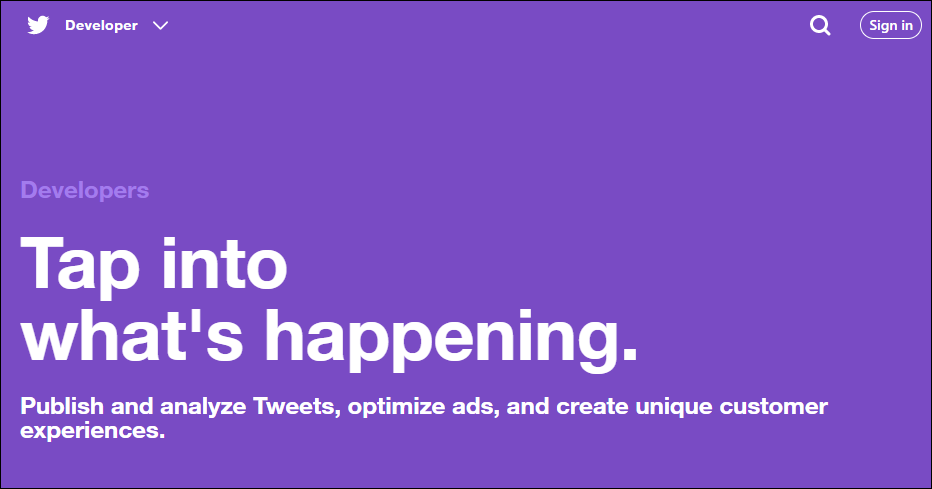 Developer
Sign in
Developers
Tap into
what's happening.
Publish and analyze Tweets, optimize ads, and create unique customer
experiences.